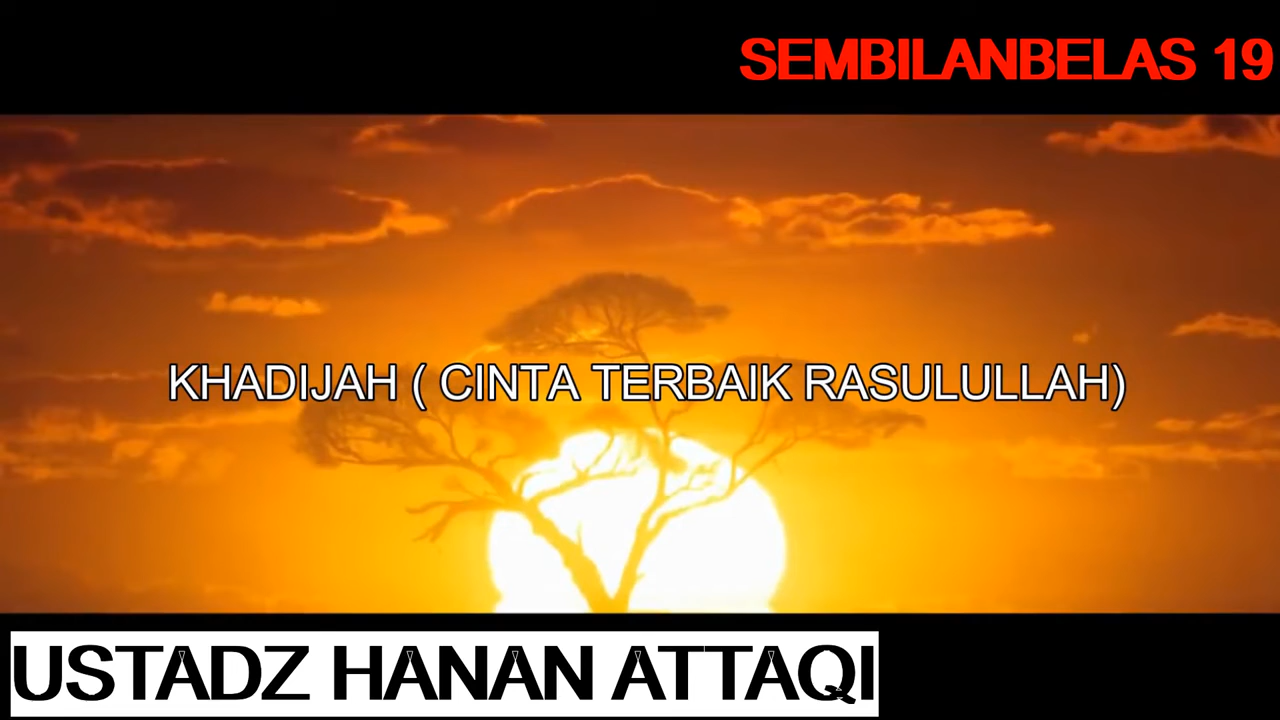 SEMBILANBELAS 19
KHADIJAH ( CINTA TERBAIK RASULULLAH)
USTADZ HANAN ATTAQI